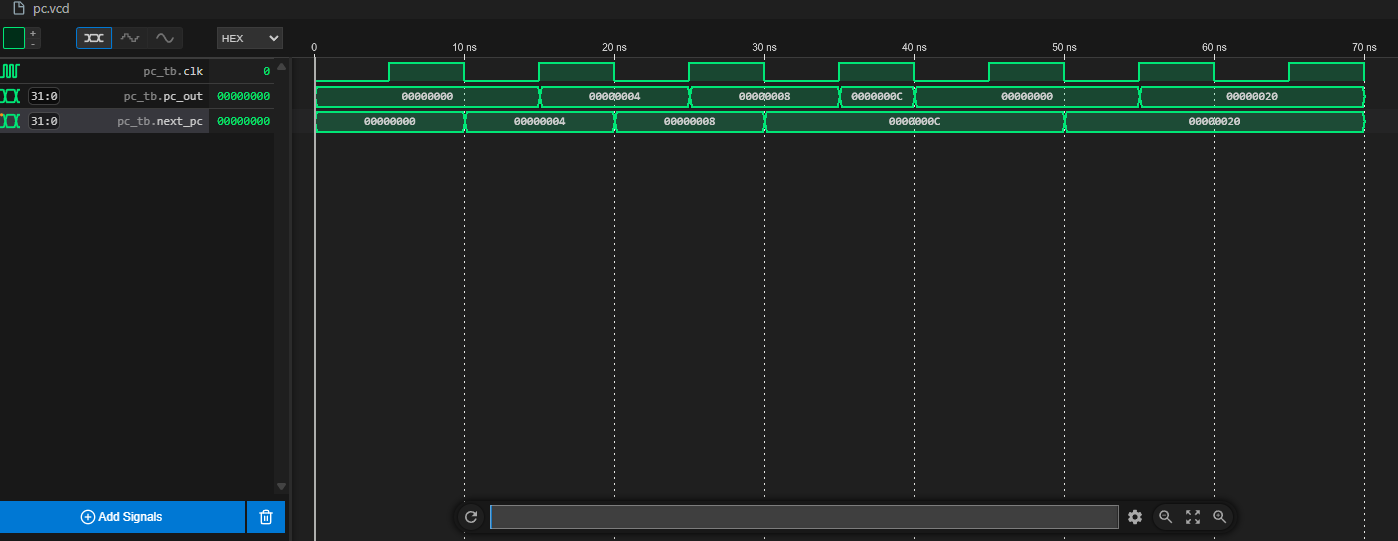 pc.vcd
+
-
HEX
0 10 ns 20 ns 30 ns 40 ns 50 ns 60 ns 70 ns
pc_tb.clk 0
31:0 pc_tb.pc_out 00000000 00000000 00000004 00000008 0000000C 00000000 00000020
31:0 pc_tb.next_pc 00000000 00000000 00000004 00000008 0000000C 00000020
Add Signals